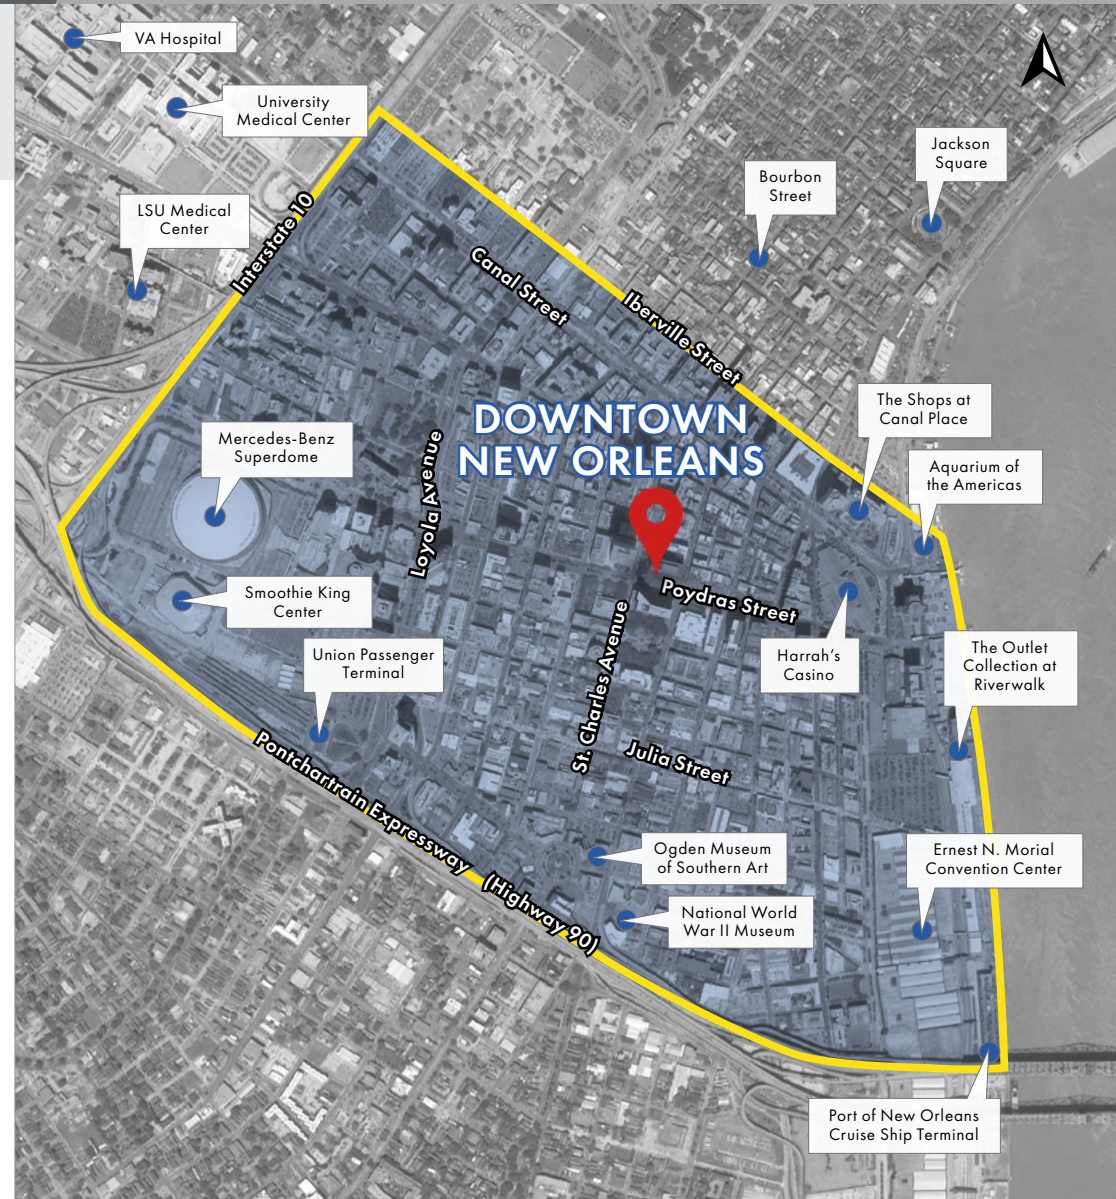 VA Hospital
University
Medical Center
LSU Medical
Center
Interstate 10
Jackson
Square
Bourbon
Street
Canal Street
Iberville Street
The Shops at
Canal Place
DOWNTOWN
NEW ORLEANS
Mercedes-Benz
Superdome
Loyola Avenue
Aquarium of
the Americas
Smoothie King
Center
Poydras Street
Union Passenger
Terminal
St. Charles Avenue
Harrah's
Casino
The Outlet
Collection at
Riverwalk
Julia Street
Pontchartrain Expressway (Highway 90)
Ogden Museum
of Southern Art
Ernest N. Morial
Convention Center
National World
War II Museum
Port of New Orleans
Cruise Ship Terminal